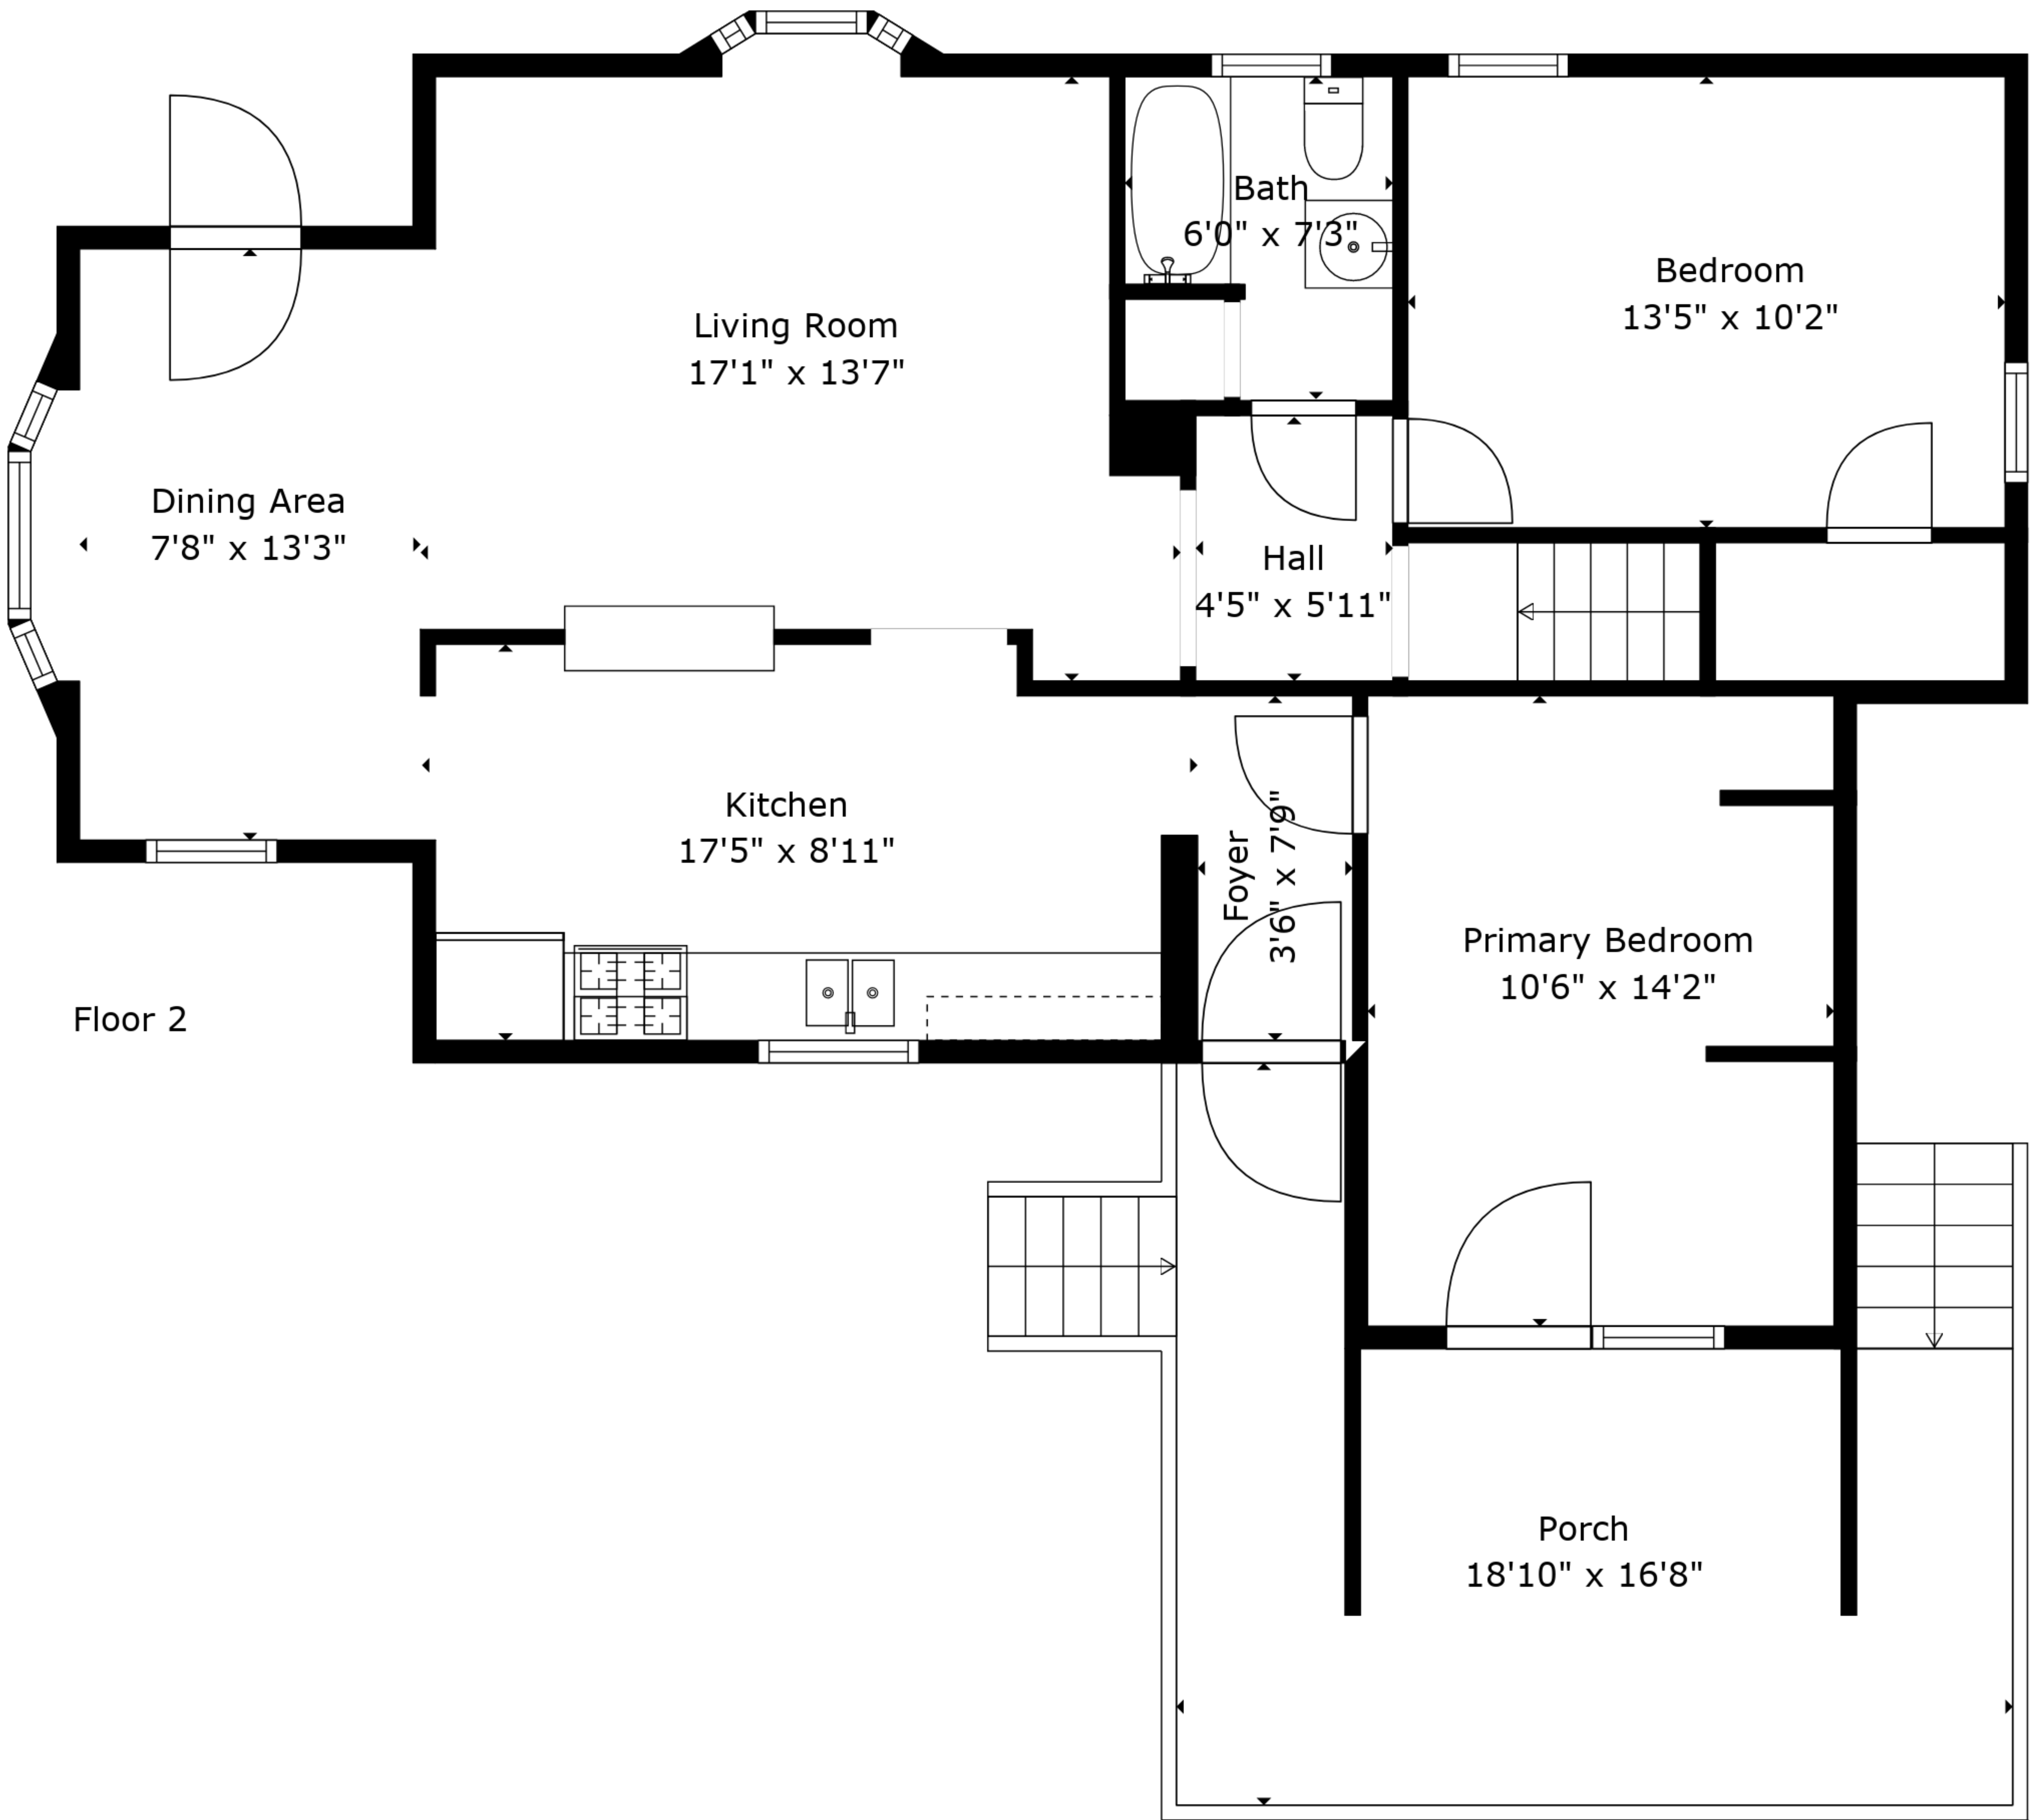 Bath
6'0" x 7'3"
Bedroom
13'5" x 10'2"
Living Room
17'1" x 13'7"
Dining Area
7'8" x 13'3"
Hall
4'5" x 5'11"
Kitchen
17'5" x 8'11"
Foyer
3'6" x 7'9"
Primary Bedroom
10'6" x 14'2"
Floor 2
Porch
18'10" x 16'8"